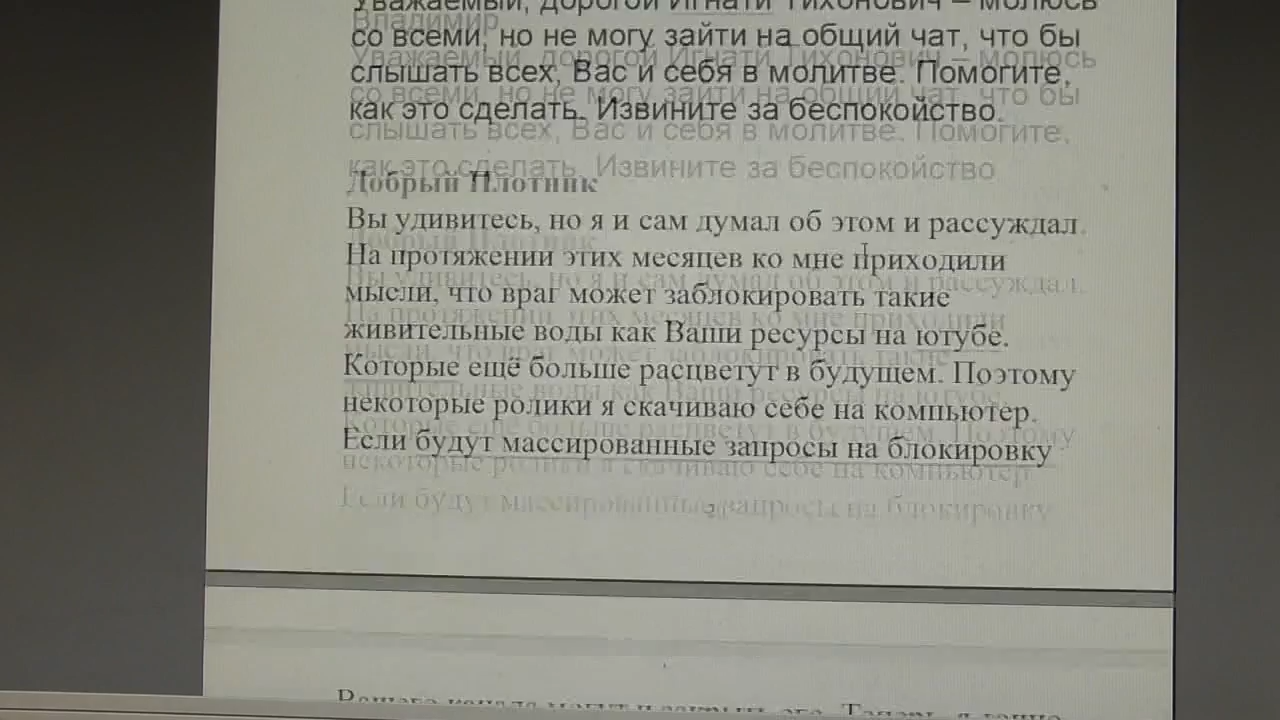 Уважаемый, дорогой Игнати Тихонович – молюсь
со всеми, но не могу зайти на общий чат, что бы
слышать всех, Вас и себя в молитве. Помогите,
как это сделать. Извините за беспокойство.
Добрый Плотник
Вы удивитесь, но я и сам думал об этом и рассуждал.
На протяжении этих месяцев ко мне приходили
мысли, что враг может заблокировать такие
живительные воды как Ваши ресурсы на ютубе.
Которые ещё больше расцветут в будущем. Поэтому
некоторые ролики я скачиваю себе на компьютер.
Если будут массированные запросы на блокировку